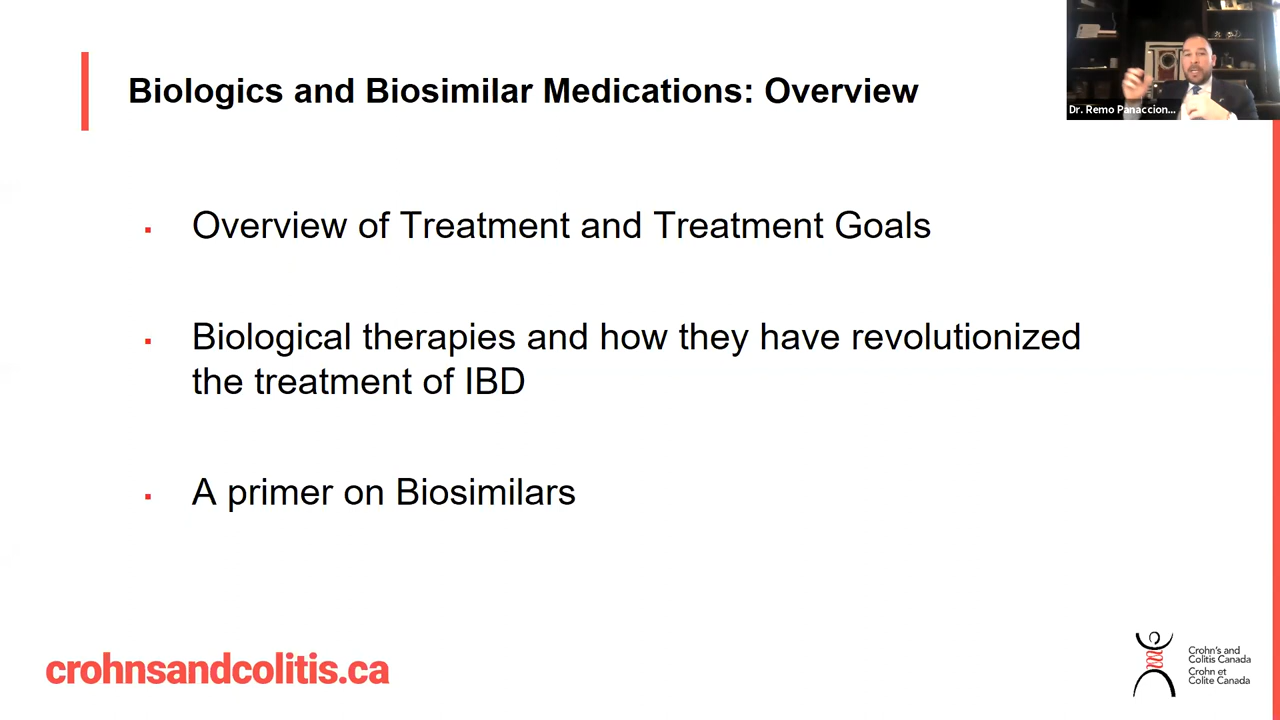 Biologics and Biosimilar Medications: Overview
Dr. Remo Panaccion...
Overview of Treatment and Treatment Goals
Biological therapies and how they have revolutionized
the treatment of IBD
A primer on Biosimilars
crohnsandcolitis.ca
Crohn's and
Colitis Canada
Crohn et
Colite Canada